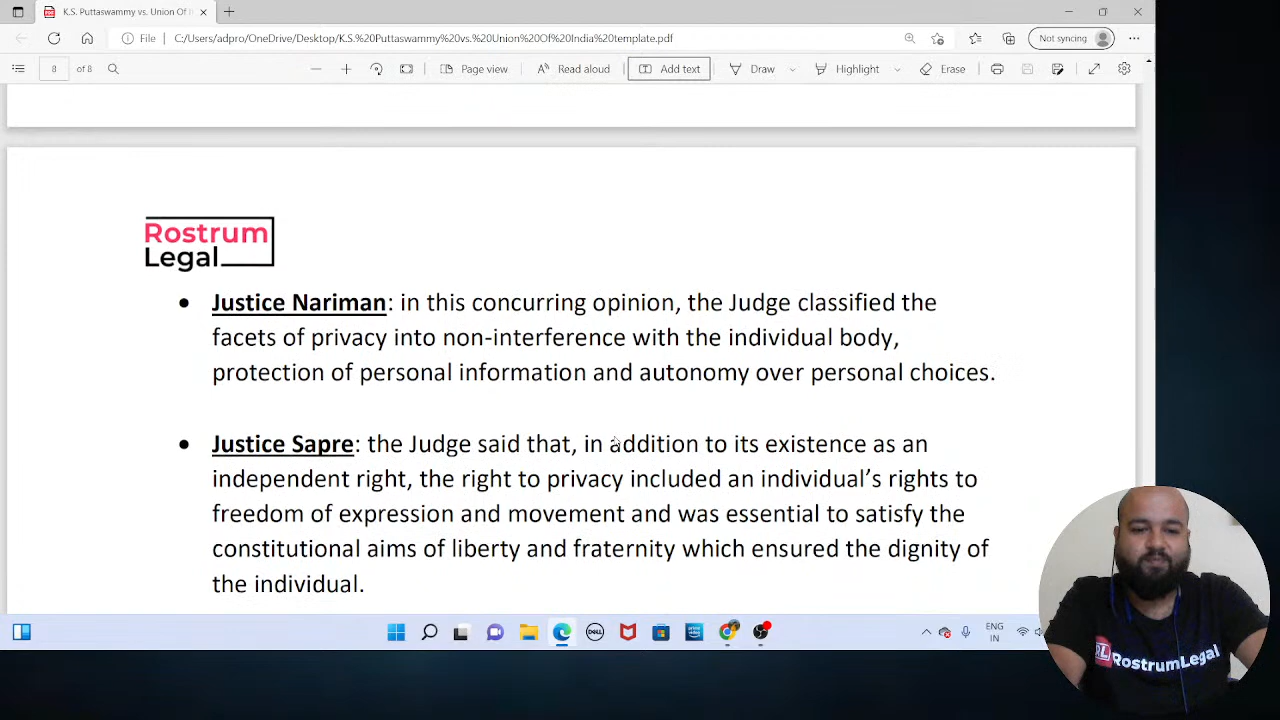 K.S. Puttaswammy vs. Union Of I
File
C:/Users/adpro/OneDrive/Desktop/K.S.%20Puttaswammy%20vs.%20Union%20Of%20India%20template.pdf
Not syncing
8 of 8
Page view
Read aloud
Add text
Draw
Highlight
Erase
Rostrum
Legal
• Justice Nariman: in this concurring opinion, the Judge classified the
facets of privacy into non-interference with the individual body,
protection of personal information and autonomy over personal choices.
• Justice Sapre: the Judge said that, in addition to its existence as an
independent right, the right to privacy included an individual's rights to
freedom of expression and movement and was essential to satisfy the
constitutional aims of liberty and fraternity which ensured the dignity of
the individual.
DELL
prime video
ENG
IN
RL RostrumLegal